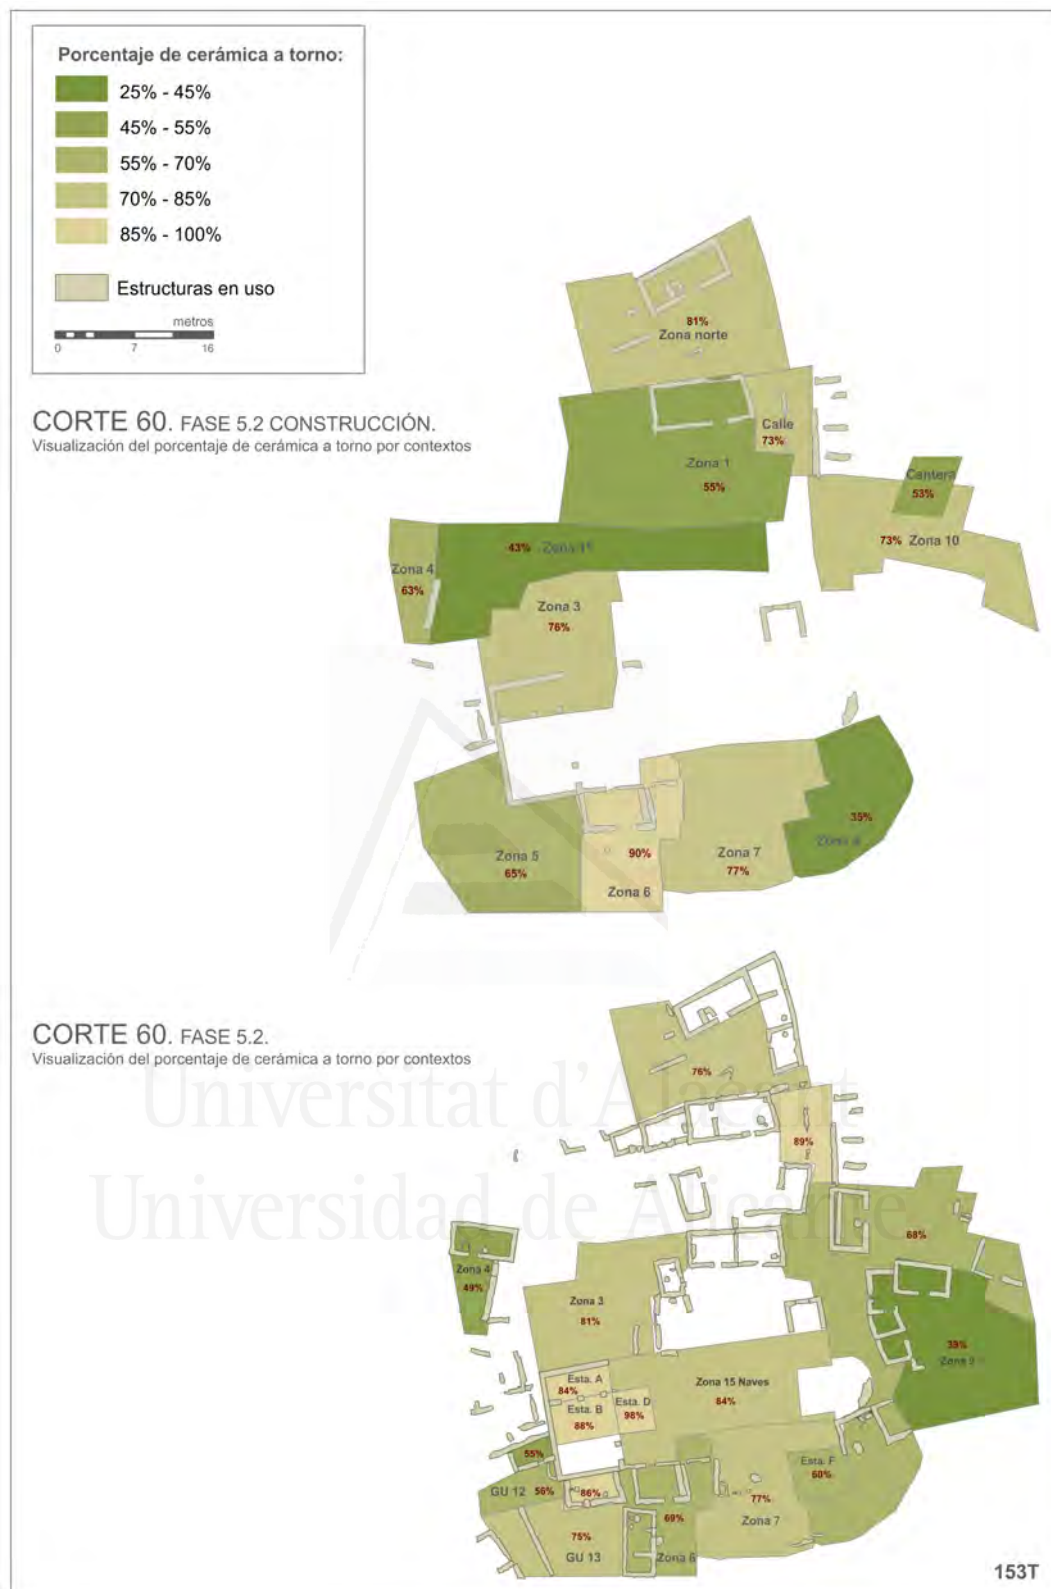 Porcentaje de cerámica a torno:
25% - 45%
45% - 55%
55% - 70%
70% - 85%
85% - 100%
Estructuras en uso
metros
0 7 16
CORTE 60. FASE 5.2 CONSTRUCCIÓN.
Visualización del porcentaje de cerámica a torno por contextos
81%
Zona norte
Calle
73%
Zona 1
55%
Cantera
53%
73% Zona 10
43%
Zona 4
63%
Zona 3
76%
35%
Zona 5
65%
90%
Zona 6
Zona 7
77%
CORTE 60. FASE 5.2.
Visualización del porcentaje de cerámica a torno por contextos
Universitat d'Alacant
Universidad de Alicante
76%
89%
68%
Zona 4
49%
Zona 3
81%
39%
Esta. A
84%
Esta. B
86%
Esta. D
98%
Zona 15 Naves
64%
55%
GU 12 56%
86%
Esta. F
60%
77%
Zona 7
69%
Zona 6
75%
GU 13
153T